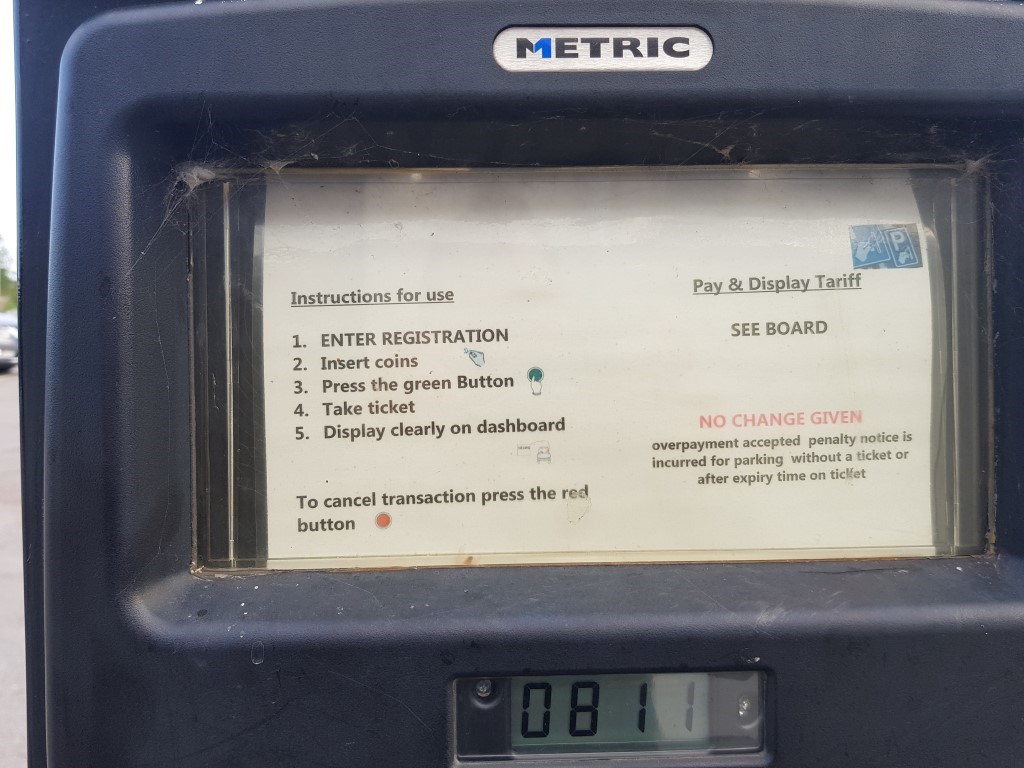 METRIC
P
Instructions for use
1. ENTER REGISTRATION
2. Insert coins
3. Press the green Button
4. Take ticket
5. Display clearly on dashboard
To cancel transaction press the red
button
Pay & Display Tariff
SEE BOARD
NO CHANGE GIVEN
overpayment accepted penalty notice is
incurred for parking without a ticket or
after expiry time on ticket
0811